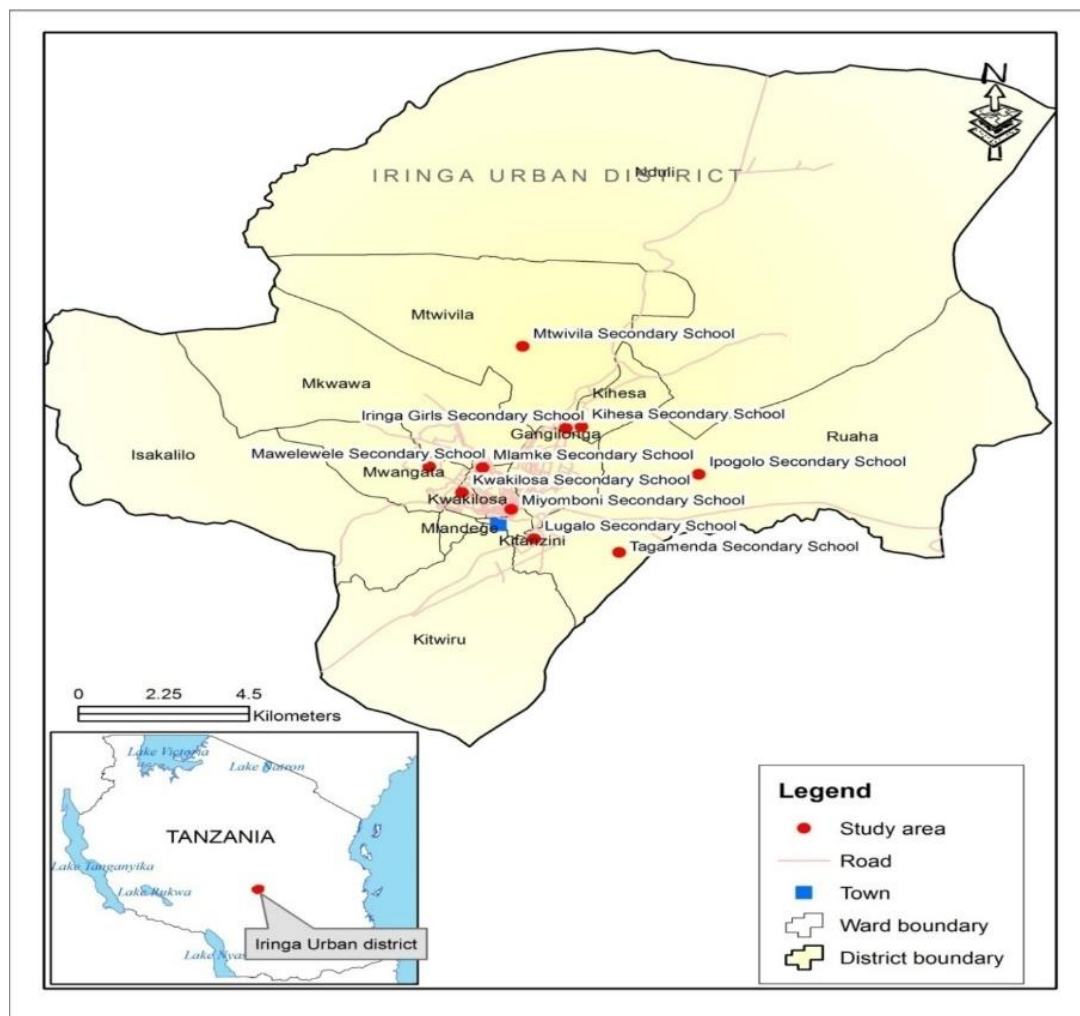 N
IRINGA URBAN DISTRICT
Nduli
Mtwivila
Mtwivila Secondary School
Mkwawa
Kihesa
Iringa Girls Secondary School
Kihesa Secondary School
Gangilonga
Ruaha
Isakalilo
Mawelewele Secondary School
Mlamke Secondary School
Ipogolo Secondary School
Mwangata
Kwakilosa Secondary School
Kwakilosa
Miyomboni Secondary School
Mlandege
Lugalo Secondary School
Kitanzini
Tagamenda Secondary School
Kitwiru
0 2.25 4.5
Kilometers
Lake Victoria
Lake Natron
TANZANIA
Lake Tanganyika
Lake Rukwa
Iringa Urban district
Lake Nyas
Legend
Study area
Road
Town
Ward boundary
District boundary